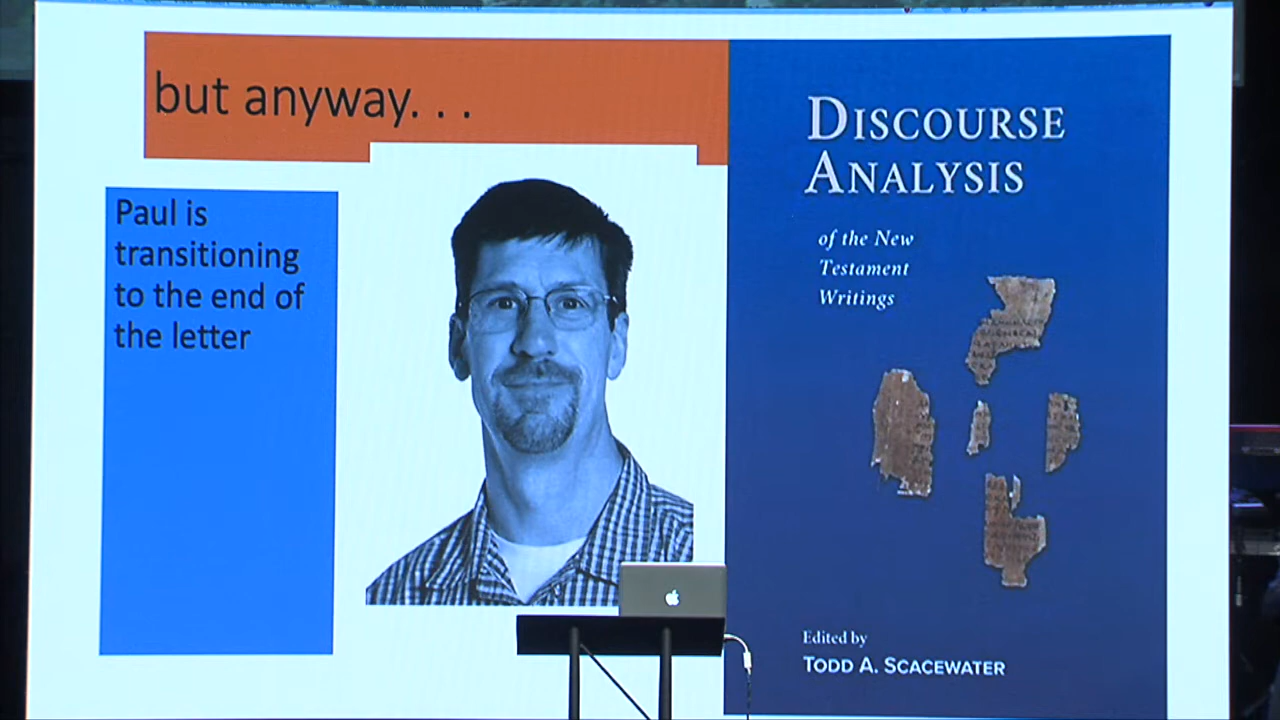 but anyway. . .
Paul is
transitioning
to the end of
the letter
DISCOURSE
ANALYSIS
of the New
Testament
Writings
Edited by
TODD A. SCACEWATER